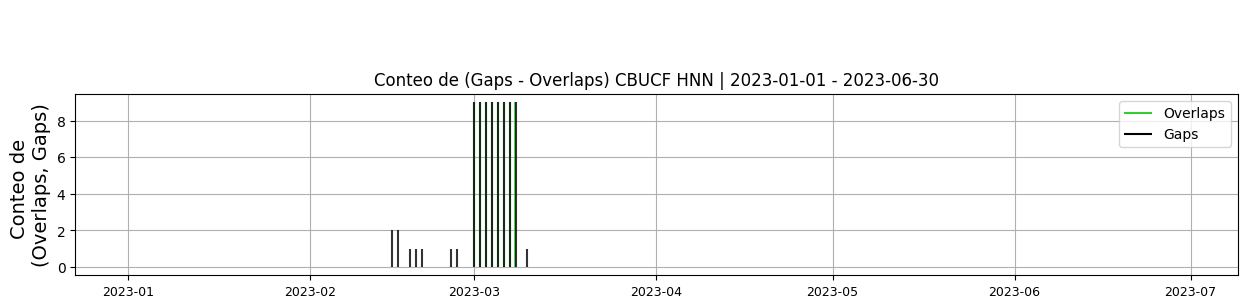 Conteo de (Gaps - Overlaps) CBUCF HNN | 2023-01-01 - 2023-06-30
Conteo de
(Overlaps, Gaps)
8
6
4
2
0
Overlaps
Gaps
2023-01
2023-02
2023-03
2023-04
2023-05
2023-06
2023-07